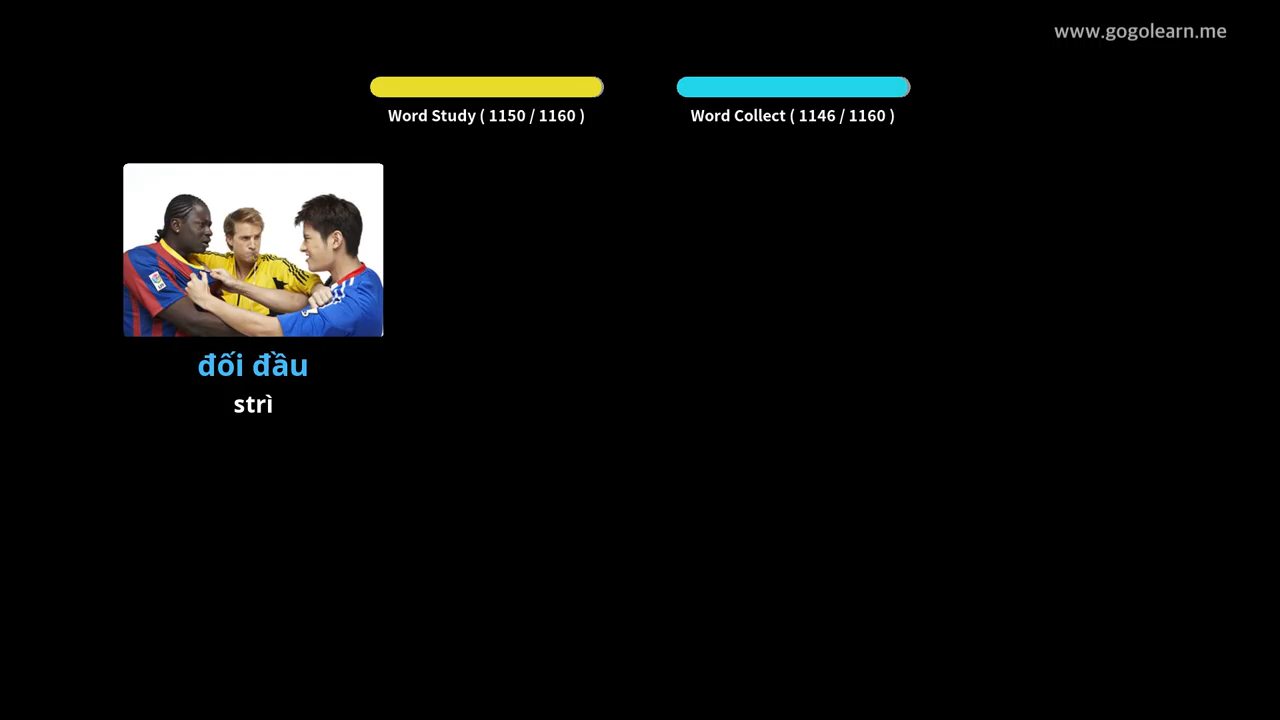 www.gogolearn.me
Word Study ( 1150 / 1160 )
Word Collect ( 1146 / 1160 )
đối đầu
strì